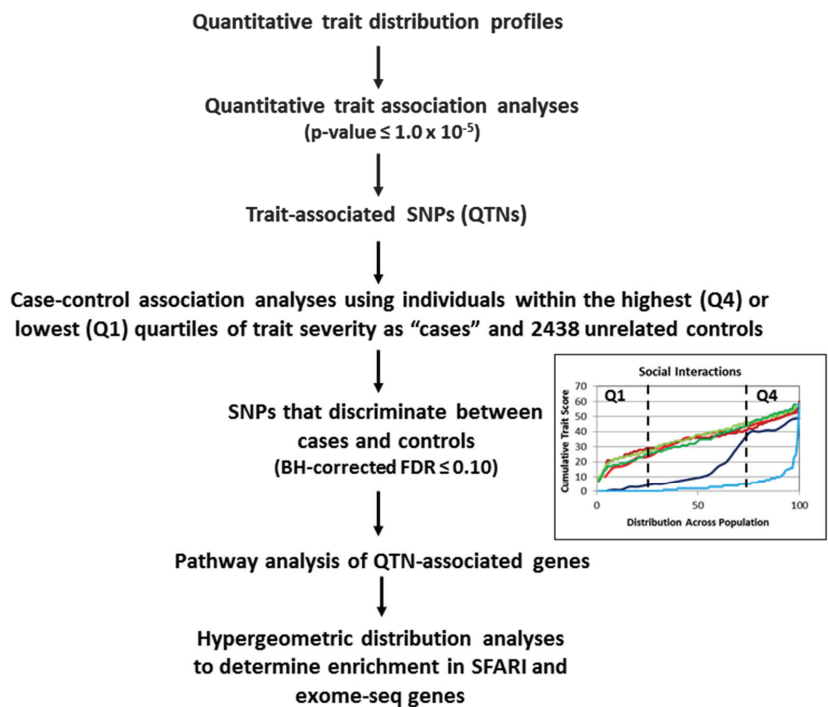 Quantitative trait distribution profiles
Quantitative trait association analyses
(p-value ≤ 1.0 x 10⁻⁵)
Trait-associated SNPs (QTNs)
Case-control association analyses using individuals within the highest (Q4) or
lowest (Q1) quartiles of trait severity as “cases” and 2438 unrelated controls
SNPs that discriminate between
cases and controls
(BH-corrected FDR ≤ 0.10)
Social Interactions
Q1
Q4
Cumulative Trait Score
70
60
50
40
30
20
10
0
0
50
100
Distribution Across Population
Pathway analysis of QTN-associated genes
Hypergeometric distribution analyses
to determine enrichment in SFARI and
exome-seq genes